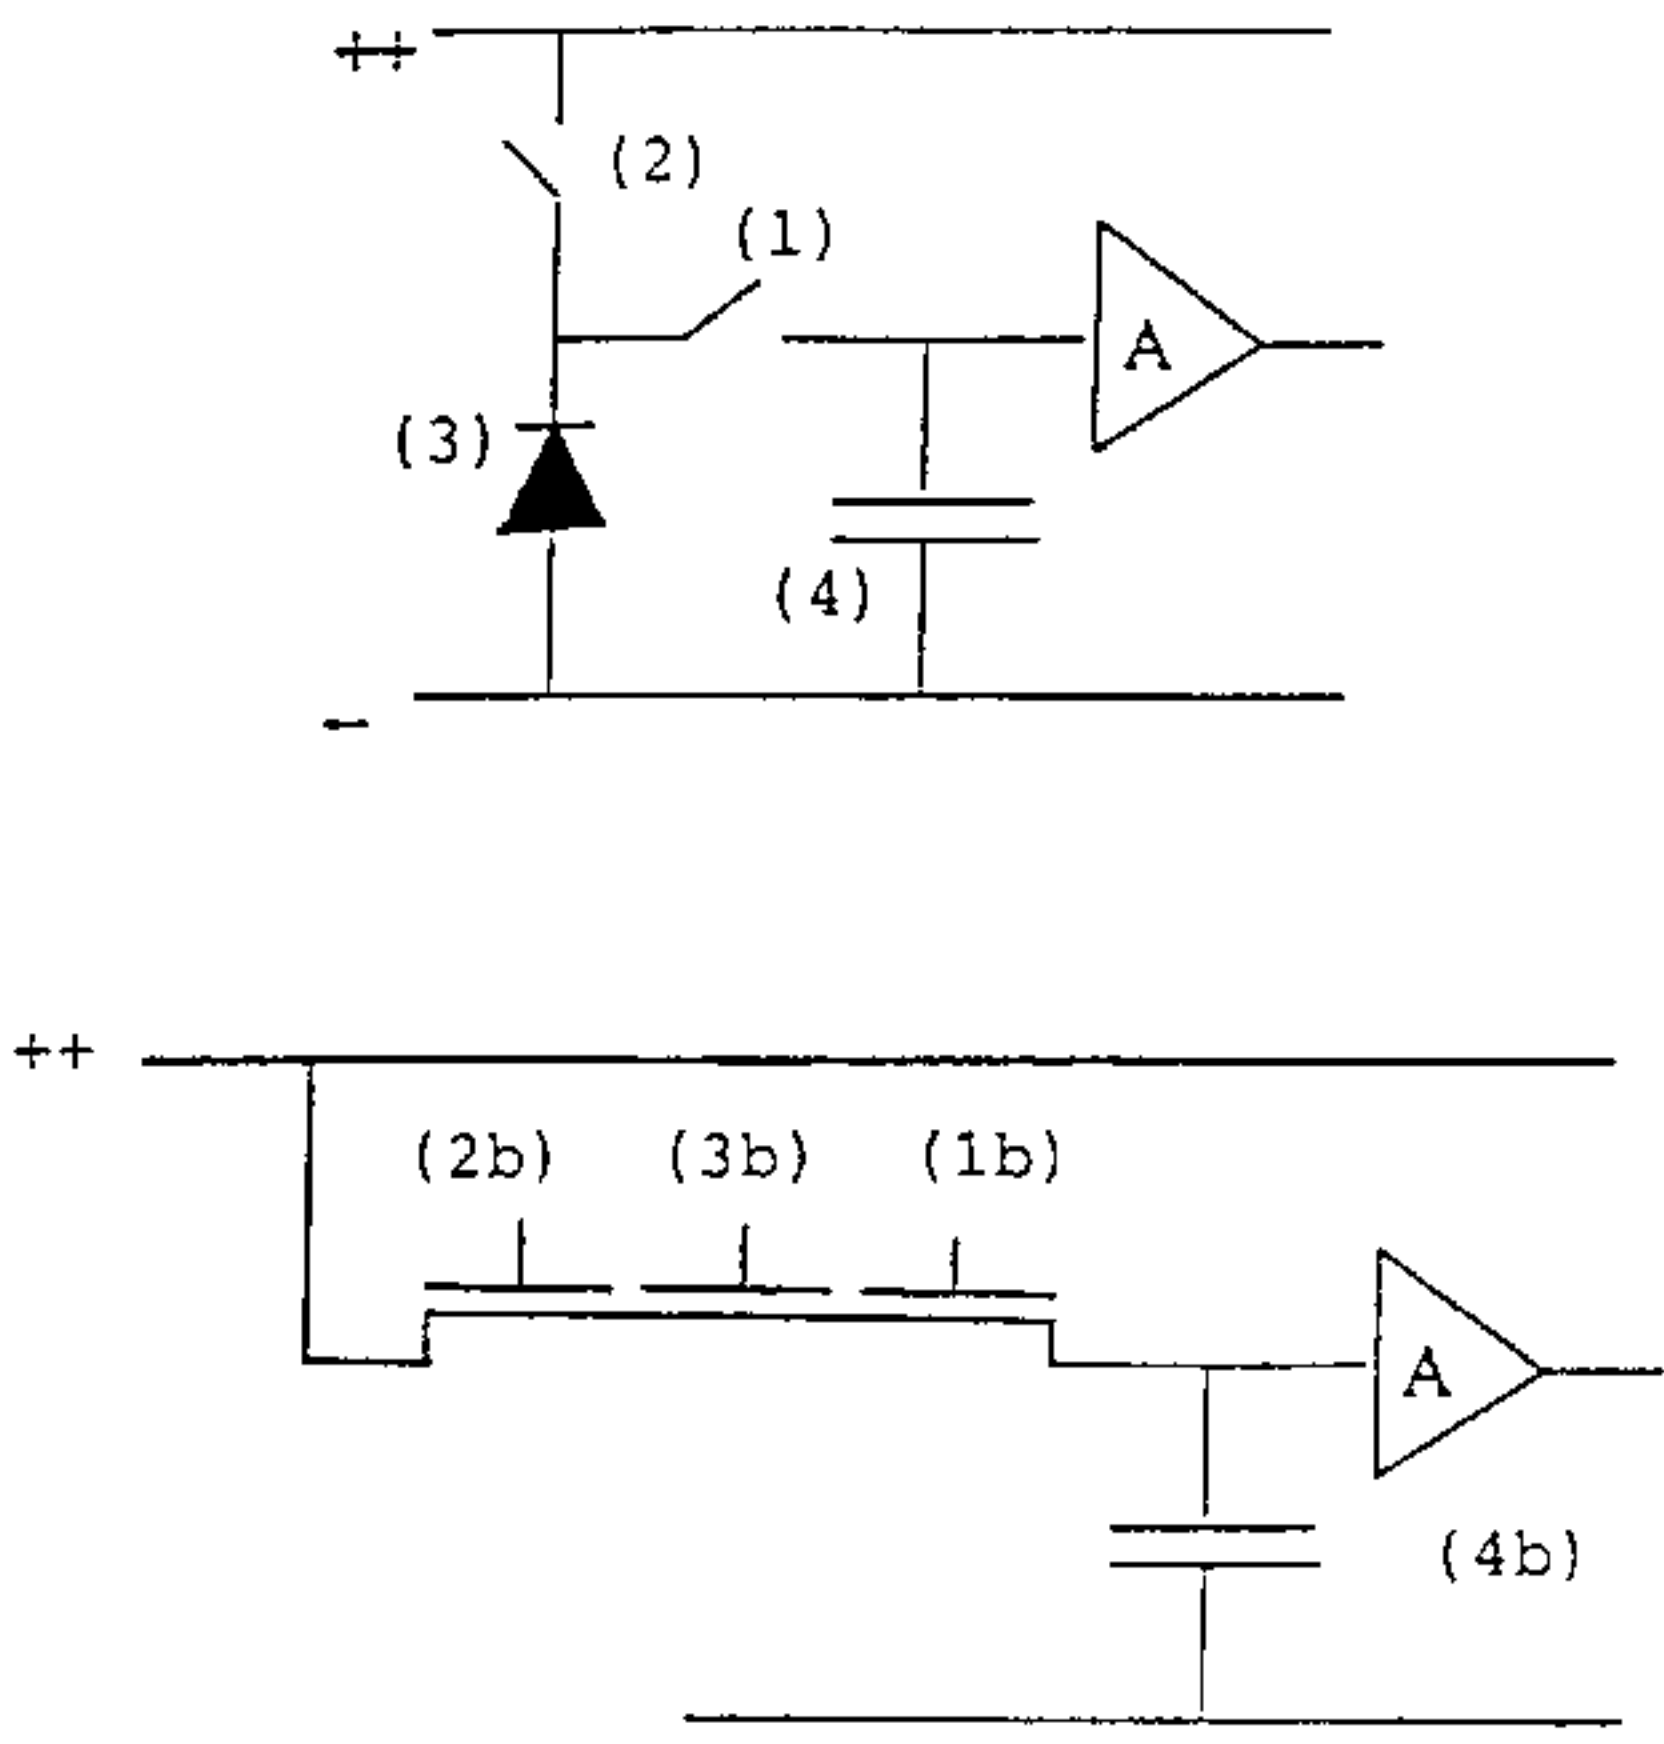 ++
(2)
(1)
A
(3)
(4)
-
++
(2b) (3b) (1b)
A
(4b)